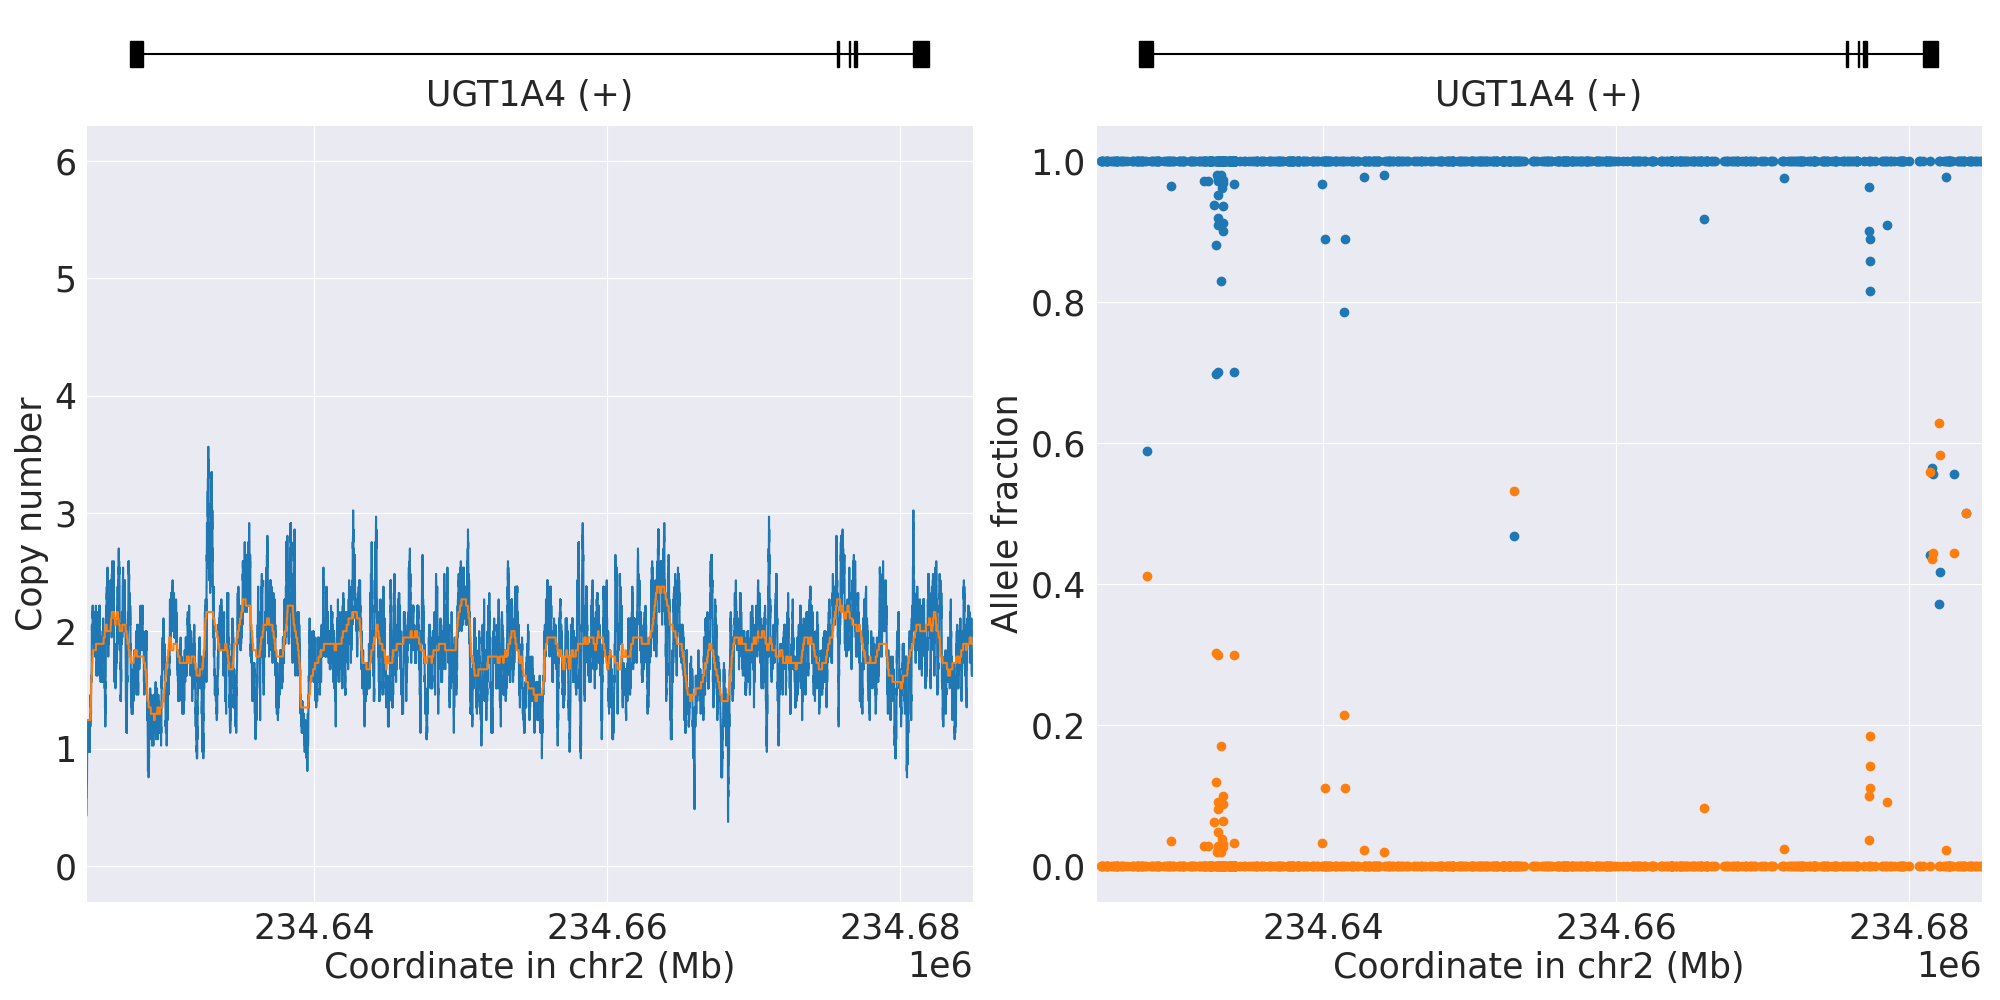 UGT1A4 (+)
6
5
4
3
2
1
0
Copy number
234.64 234.66 234.68
Coordinate in chr2 (Mb)
1e6
UGT1A4 (+)
1.0
0.8
0.6
0.4
0.2
0.0
Allele fraction
234.64 234.66 234.68
Coordinate in chr2 (Mb)
1e6